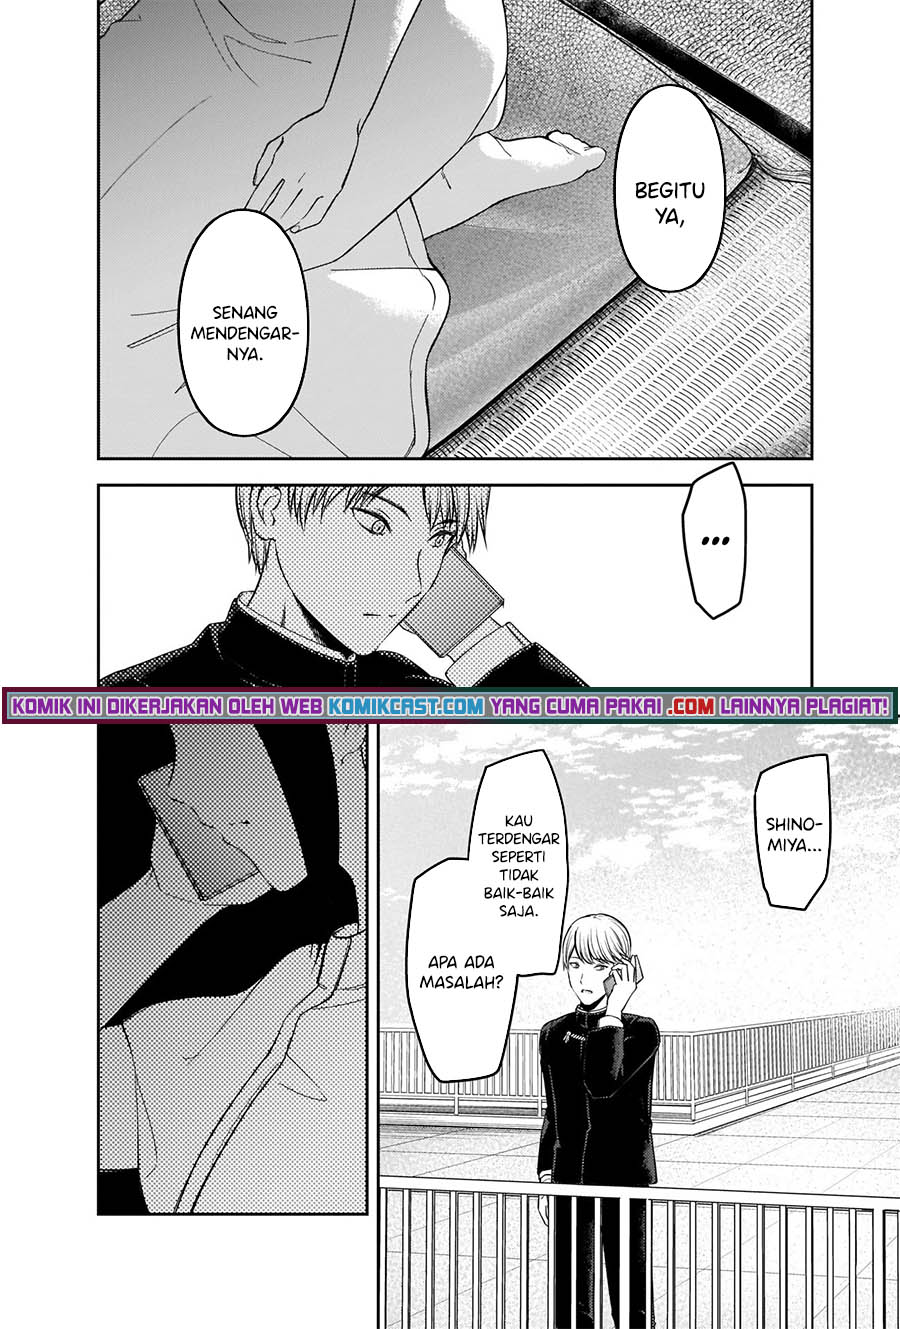 BEGITU
YA,
SENANG
MENDENGAR-
NYA.
...
KOMIK INI DIKERJAKAN OLEH WEB KOMIKCAST.COM YANG CUMA PAKAI .COM LAINNYA PLAGIAT!
SHINO-
MIYA...
KAU
TERDENGAR
SEPERTI
TIDAK
BAIK-BAIK
SAJA.
APA ADA
MASALAH?